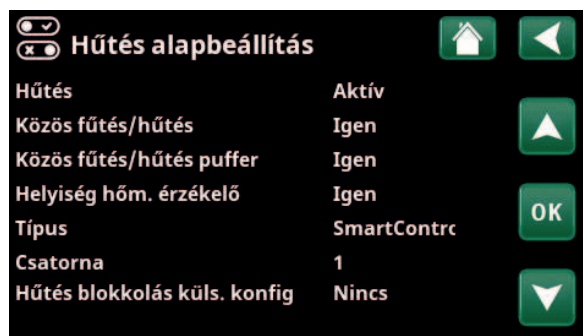 Hűtés alapbeállítás
Hűtés Aktív
Közös fűtés/hűtés Igen
Közös fűtés/hűtés puffer Igen
Helyiség hőm. érzékelő Igen
OK
Típus SmartContrc
Csatorna 1
Hűtés blokkolás küls. konfig Nincs